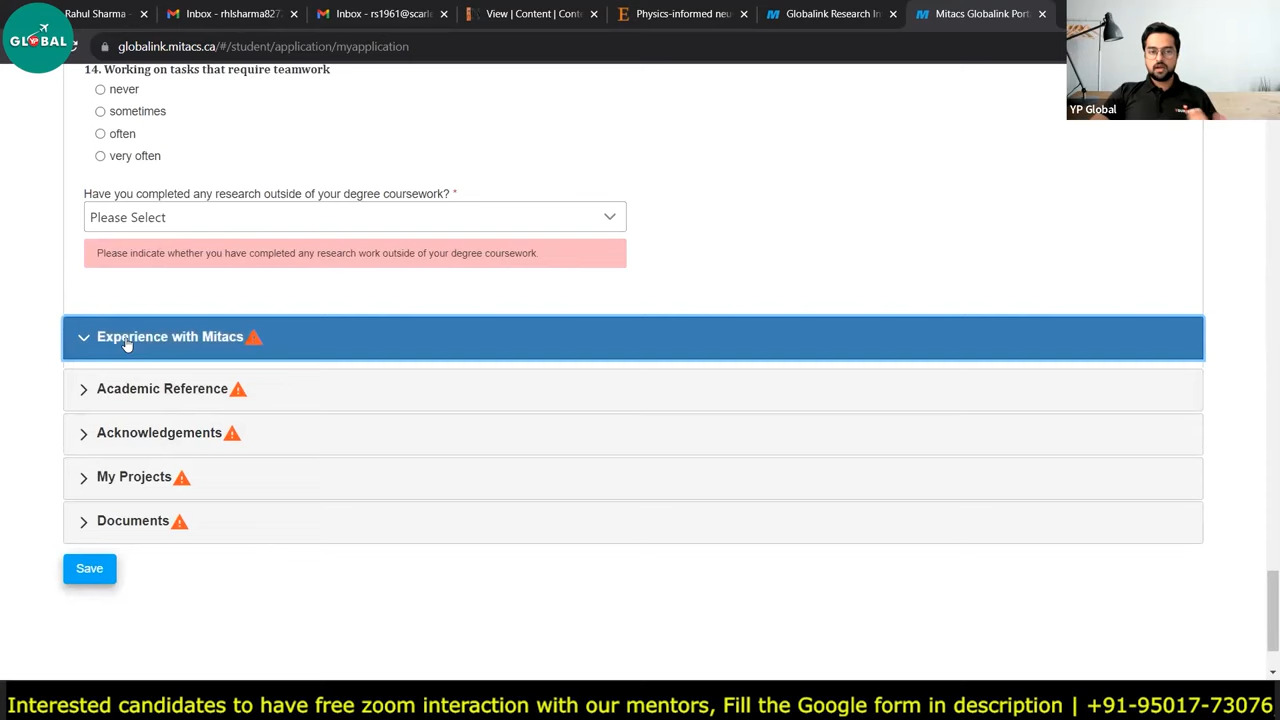 Rahul Sharma -
Inbox - rhlsharma827
Inbox - rs1961@scarle
View | Content | Conte
Physics-informed neu
Globalink Research In
Mitacs Globalink Port
YP
GLOBAL
globalink.mitacs.ca/#/student/application/myapplication
YP Global
14. Working on tasks that require teamwork
never
sometimes
often
very often
Have you completed any research outside of your degree coursework? *
Please Select
Please indicate whether you have completed any research work outside of your degree coursework.
Experience with Mitacs
Academic Reference
Acknowledgements
My Projects
Documents
Save
Interested candidates to have free zoom interaction with our mentors, Fill the Google form in description | +91-95017-73076